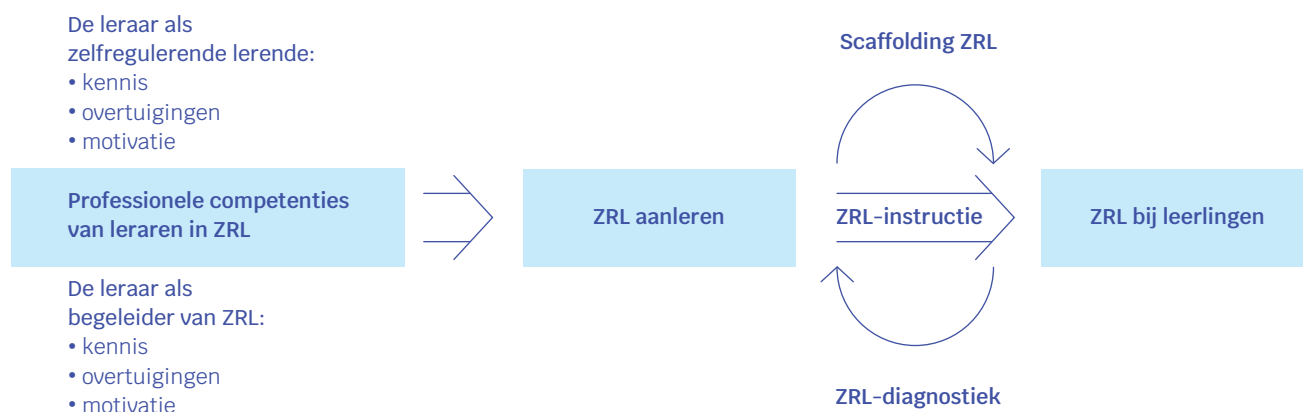 De leraar als
zelfregulerende lerende:
• kennis
• overtuigingen
• motivatie
Professionele competenties
van leraren in ZRL
De leraar als
begeleider van ZRL:
• kennis
• overtuigingen
• motivatie
ZRL aanleren
Scaffolding ZRL
ZRL-instructie
ZRL-diagnostiek
ZRL bij leerlingen